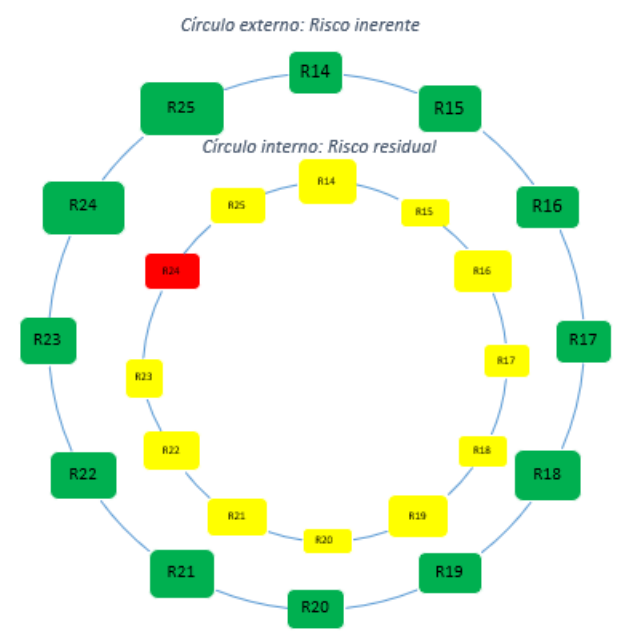 Círculo externo: Risco inerente
R14
R25
R15
Círculo interno: Risco residual
R14
R25
R15
R24
R16
R24
R16
R23
R17
R17
R23
R22
R18
R22
R18
R21
R19
R20
R21
R19
R20